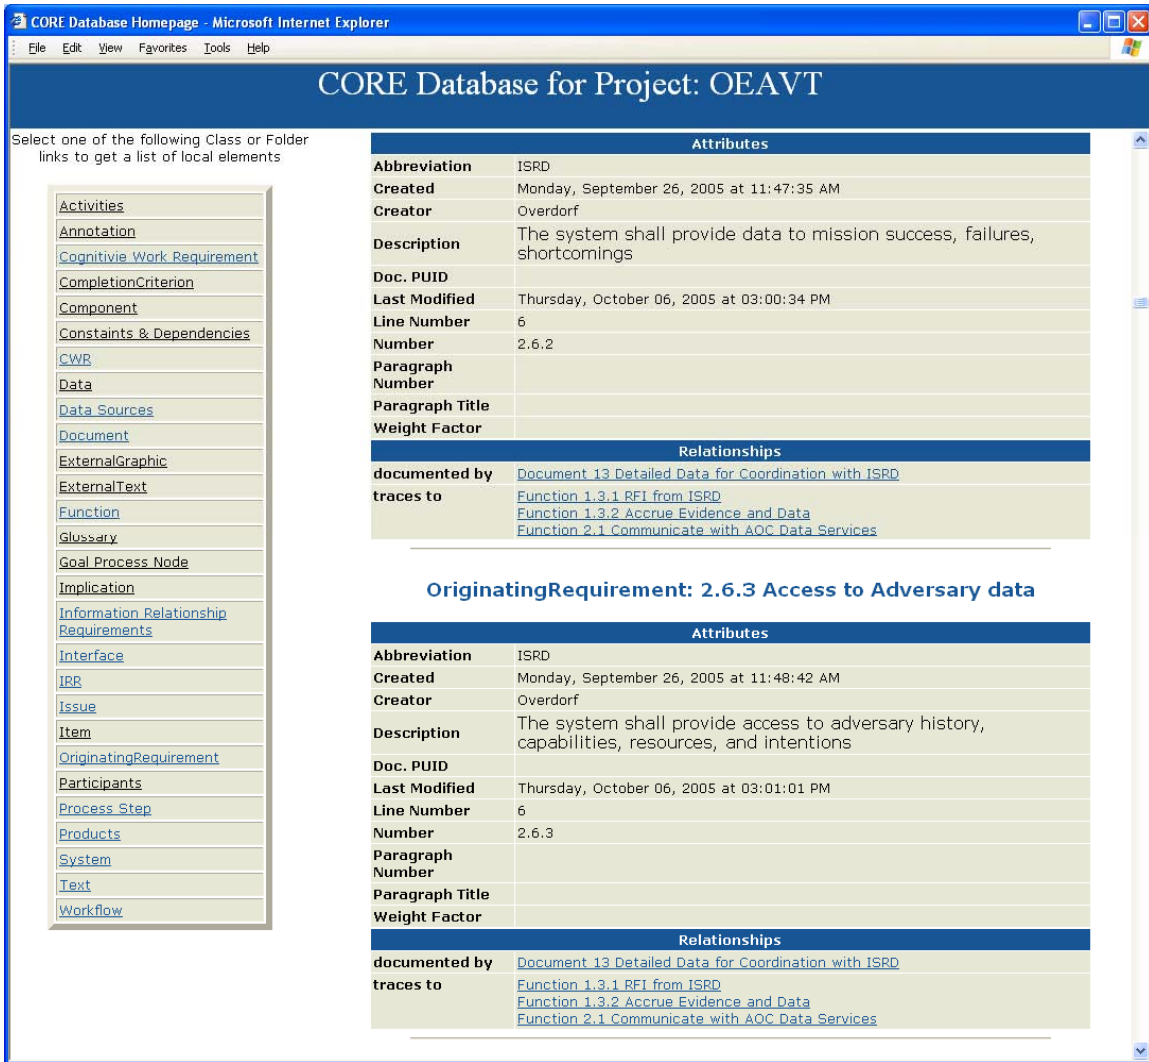 CORE Database Homepage - Microsoft Internet Explorer
File Edit View Favorites Tools Help
CORE Database for Project: OEAVT
Select one of the following Class or Folder
links to get a list of local elements
Activities
Annotation
Cognitivie Work Requirement
CompletionCriterion
Component
Constaints & Dependencies
CWR
Data
Data Sources
Document
ExternalGraphic
ExternalText
Function
Glossary
Goal Process Node
Implication
Information Relationship
Requirements
Interface
IRR
Issue
Item
OriginatingRequirement
Participants
Process Step
Products
System
Text
Workflow
Attributes
Abbreviation ISRD
Created Monday, September 26, 2005 at 11:47:35 AM
Creator Overdorf
Description The system shall provide data to mission success, failures,
shortcomings
Doc. PUID
Last Modified Thursday, October 06, 2005 at 03:00:34 PM
Line Number 6
Number 2.6.2
Paragraph
Number
Paragraph Title
Weight Factor
Relationships
documented by Document 13 Detailed Data for Coordination with ISRD
traces to Function 1.3.1 RFI from ISRD
Function 1.3.2 Accrue Evidence and Data
Function 2.1 Communicate with AOC Data Services
OriginatingRequirement: 2.6.3 Access to Adversary data
Attributes
Abbreviation ISRD
Created Monday, September 26, 2005 at 11:48:42 AM
Creator Overdorf
Description The system shall provide access to adversary history,
capabilities, resources, and intentions
Doc. PUID
Last Modified Thursday, October 06, 2005 at 03:01:01 PM
Line Number 6
Number 2.6.3
Paragraph
Number
Paragraph Title
Weight Factor
Relationships
documented by Document 13 Detailed Data for Coordination with ISRD
traces to Function 1.3.1 RFI from ISRD
Function 1.3.2 Accrue Evidence and Data
Function 2.1 Communicate with AOC Data Services